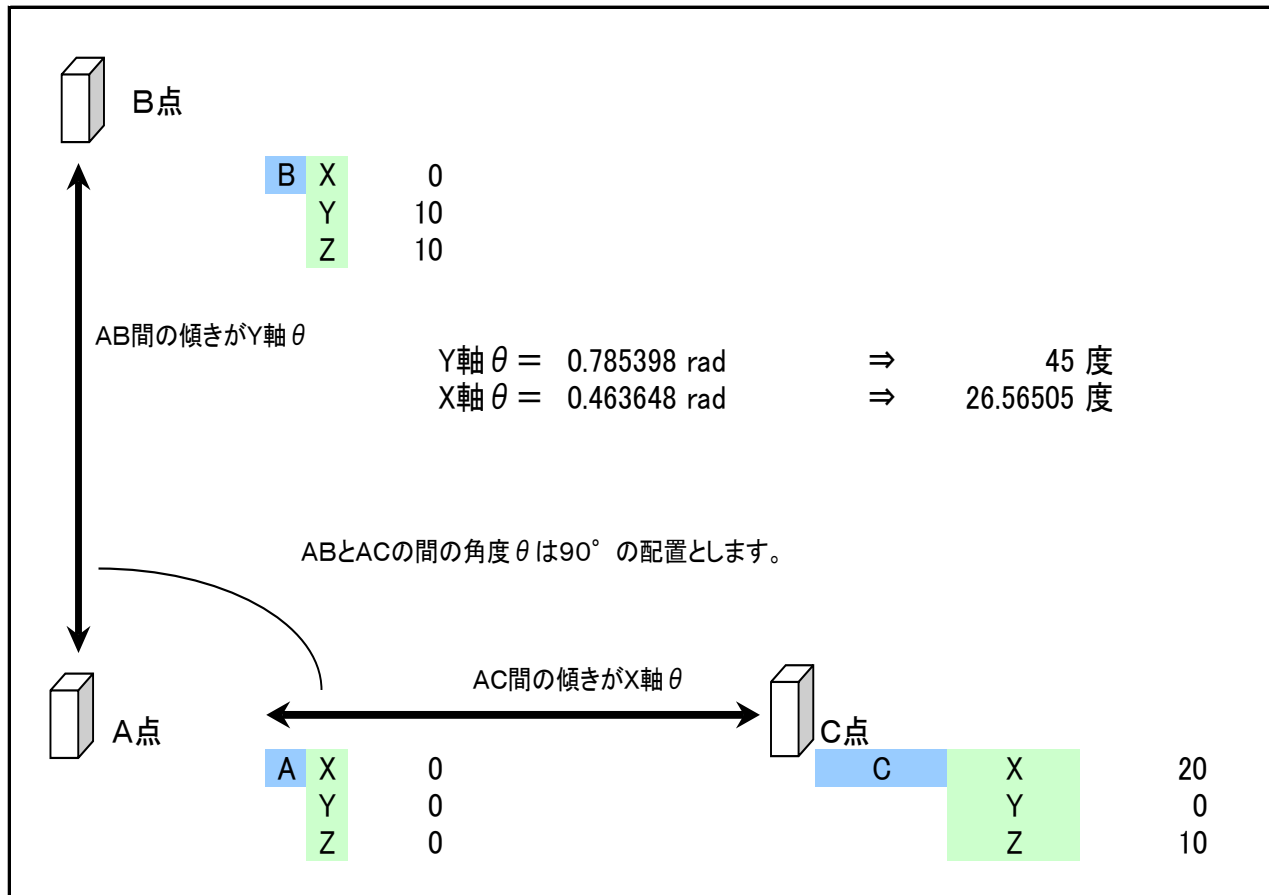 B点
B X 0
Y 10
Z 10
AB間の傾きがY軸θ
Y軸θ＝ 0.785398 rad ⇒ 45 度
X軸θ＝ 0.463648 rad ⇒ 26.56505 度
ABとACの間の角度θは90°の配置とします。
AC間の傾きがX軸θ
A点
C点
A X 0
Y 0
Z 0
C X 20
Y 0
Z 10